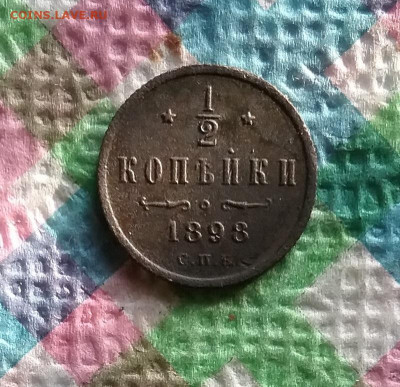 COINS.LAVE.RU
1/2
КОПѢЙКИ
1898
С.П.Б.